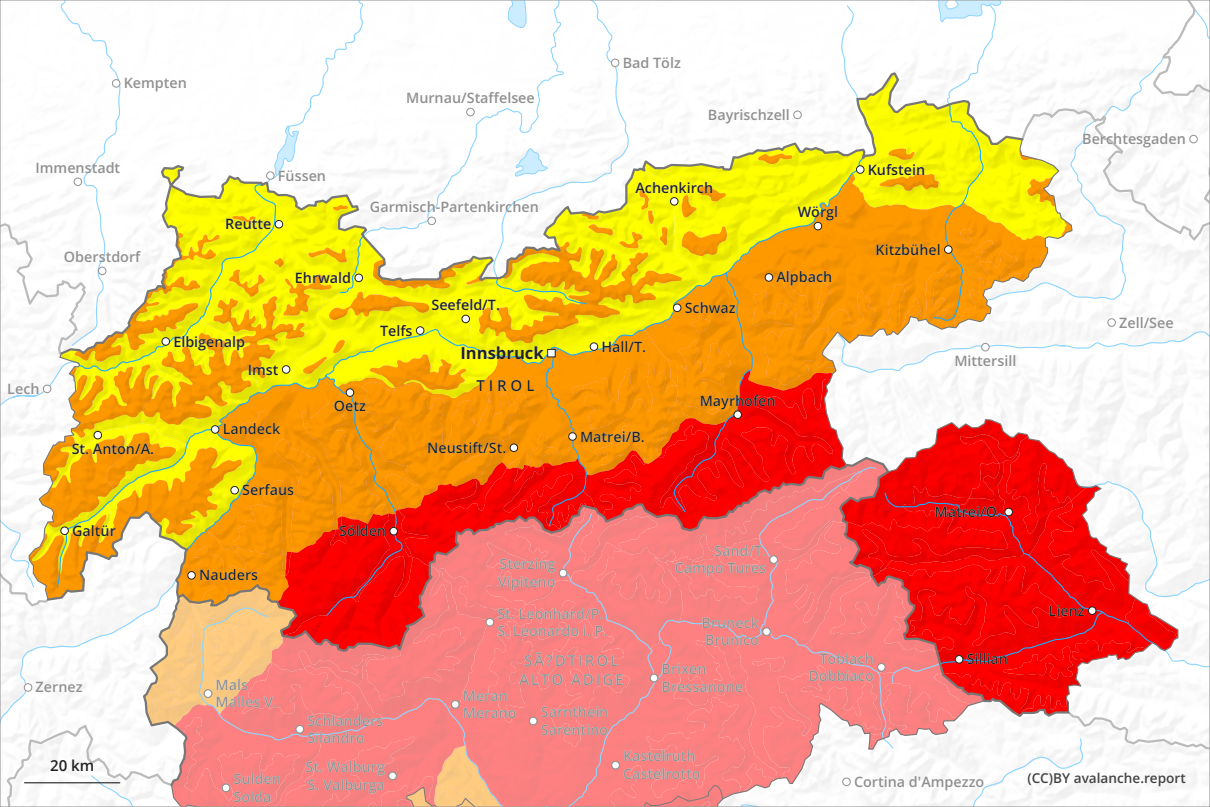 Kempten
Bad Tölz
Murnau/Staffelsee
Bayrischzell
Berchtesgaden
Immenstadt
Füssen
Kufstein
Achenkirch
Garmisch-Partenkirchen
Wörgl
Reutte
Kitzbühel
Oberstdorf
Ehrwald
Alpbach
Seefeld/T.
Schwaz
Zell/See
Telfs
Elbigenalp
Hall/T.
Innsbruck
Mittersill
Imst
TIROL
Lech
Oetz
Mayrhofen
Landeck
Matrei/B.
St. Anton/A.
Neustift/St.
Serfaus
Matrei/O.
Galtür
Sölden
Sand/T.
Campo Tures
Sterzing
Vipiteno
Nauders
Lienz
St. Leonhard/P.
S. Leonardo i. P.
Bruneck
Brunico
SÃ?DTIROL
ALTO ADIGE
Toblach
Dobbiaco
Sillian
Brixen
Bressanone
Zernez
Mals
Malles V.
Meran
Merano
Sarnthein
Sarentino
Schlanders
Silandro
Kastelruth
Castelrotto
St. Walburg
S. Valburga
20 km
Sulden
Solda
Cortina d'Ampezzo
(CC)BY avalanche.report